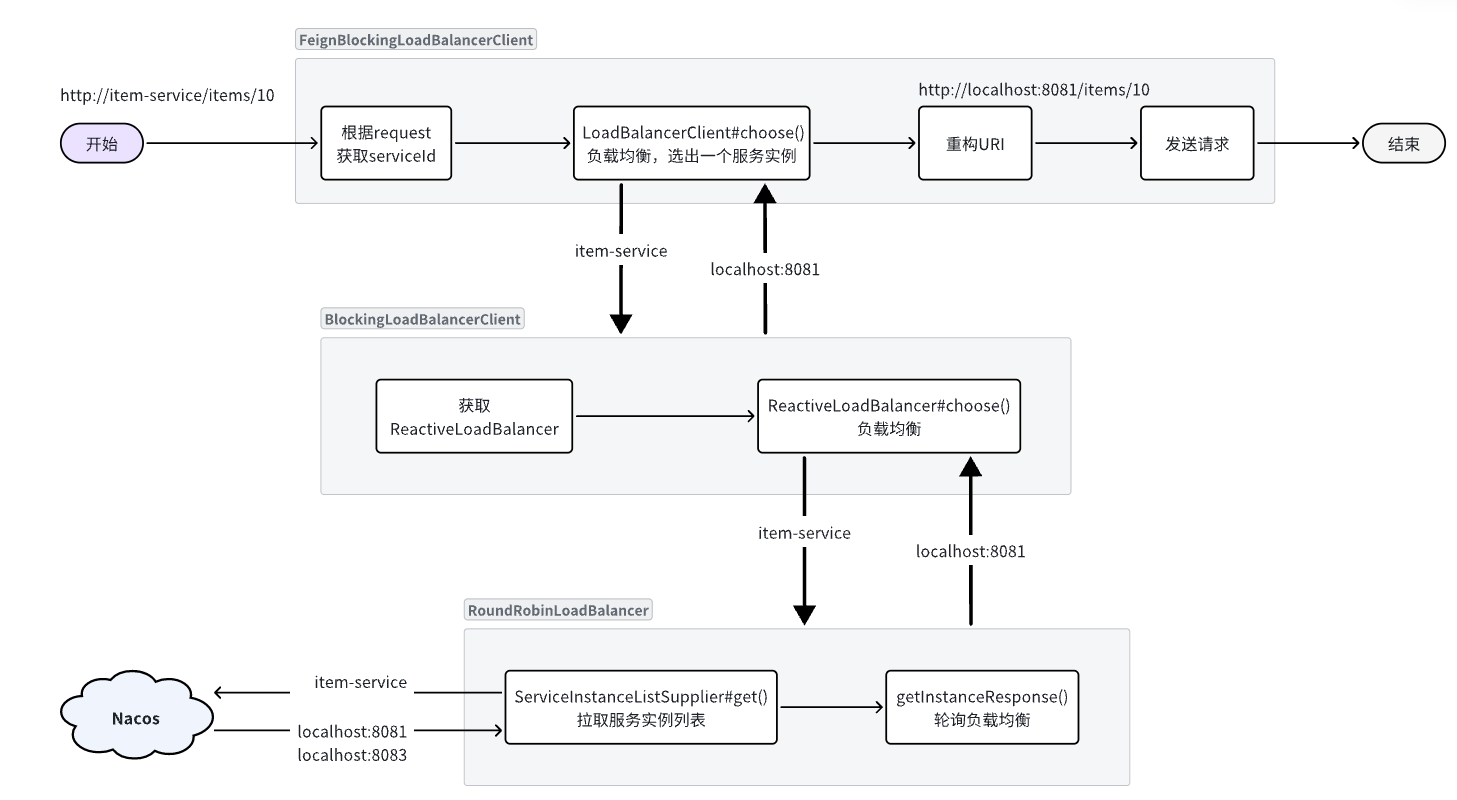 FeignBlockingLoadBalancerClient
http://item-service/items/10
http://localhost:8081/items/10
开始
根据request
获取serviceId
LoadBalancerClient#choose()
负载均衡，选出一个服务实例
重构URI
发送请求
结束
item-service
localhost:8081
BlockingLoadBalancerClient
获取
ReactiveLoadBalancer
ReactiveLoadBalancer#choose()
负载均衡
item-service
localhost:8081
RoundRobinLoadBalancer
Nacos
item-service
localhost:8081
localhost:8083
ServiceInstanceListSupplier#get()
拉取服务实例列表
getInstanceResponse()
轮询负载均衡